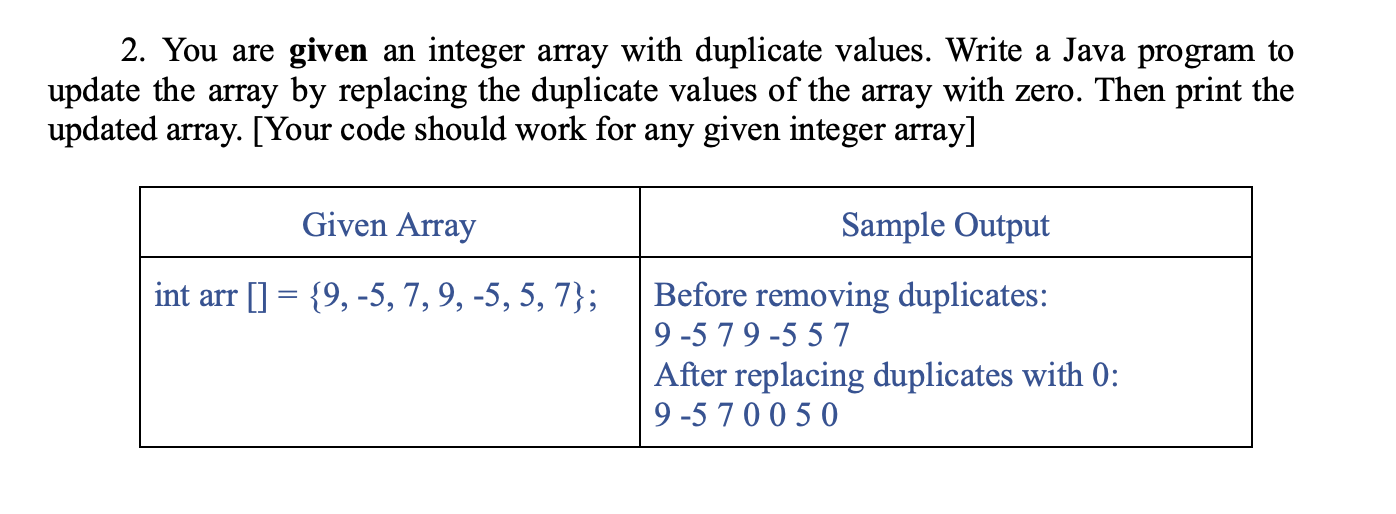 2. You are given an integer array with duplicate values. Write a Java program to
update the array by replacing the duplicate values of the array with zero. Then print the
updated array. [Your code should work for any given integer array]
Given Array
Sample Output
int arr [] = {9, -5, 7, 9, -5, 5, 7};
Before removing duplicates:
9 -5 7 9 -5 5 7
After replacing duplicates with 0:
9 -5 7 0 0 5 0